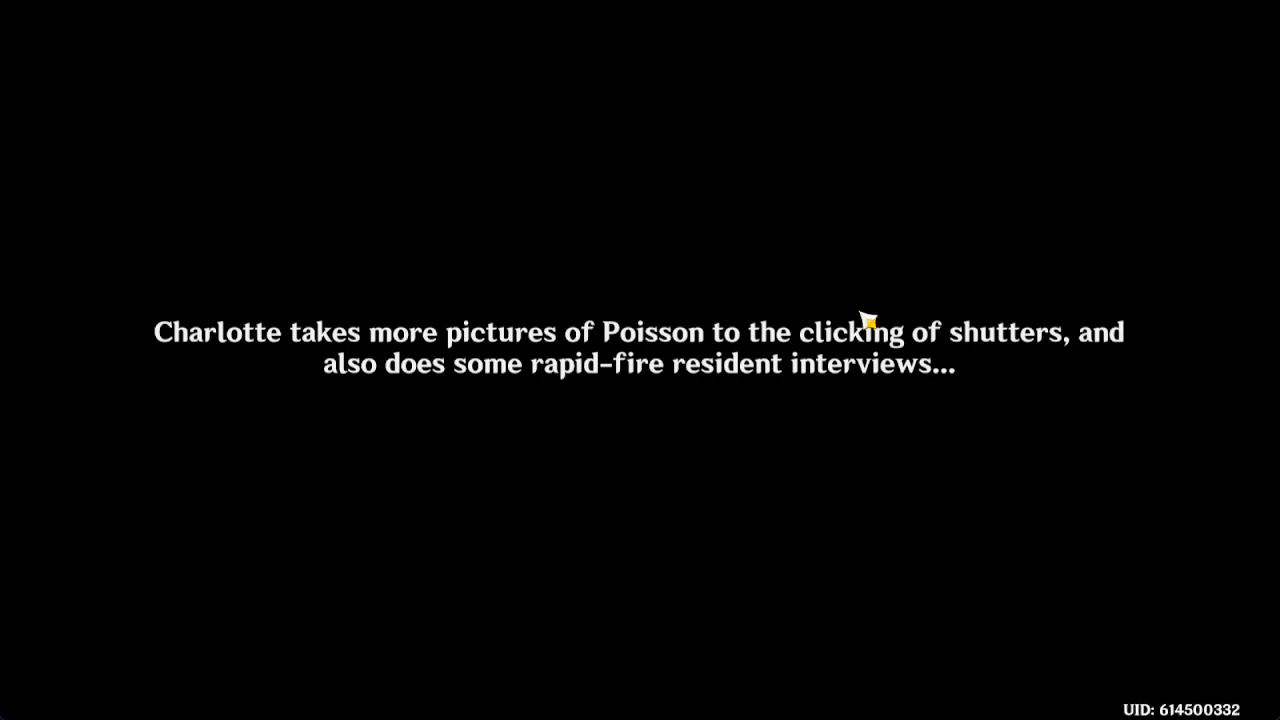 Charlotte takes more pictures of Poisson to the clicking of shutters, and
also does some rapid-fire resident interviews...
UID: 614500332